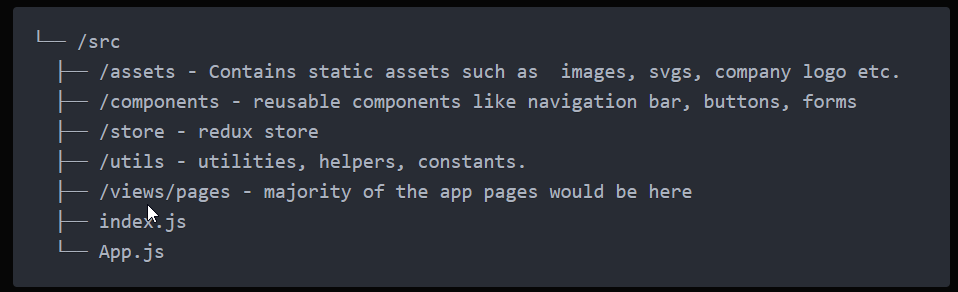 └── /src
├── /assets - Contains static assets such as  images, svgs, company logo etc.
├── /components - reusable components like navigation bar, buttons, forms
├── /store - redux store
├── /utils - utilities, helpers, constants.
├── /views/pages - majority of the app pages would be here
├── index.js
└── App.js